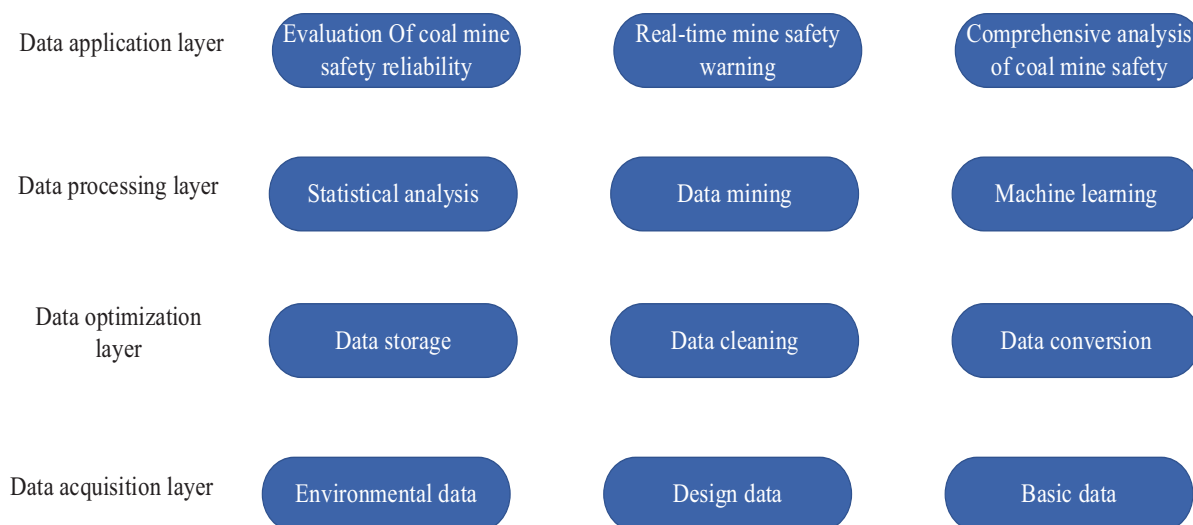 Data application layer
Evaluation Of coal mine
safety reliability
Real-time mine safety
warning
Comprehensive analysis
of coal mine safety
Data processing layer
Statistical analysis
Data mining
Machine learning
Data optimization
layer
Data storage
Data cleaning
Data conversion
Data acquisition layer
Environmental data
Design data
Basic data